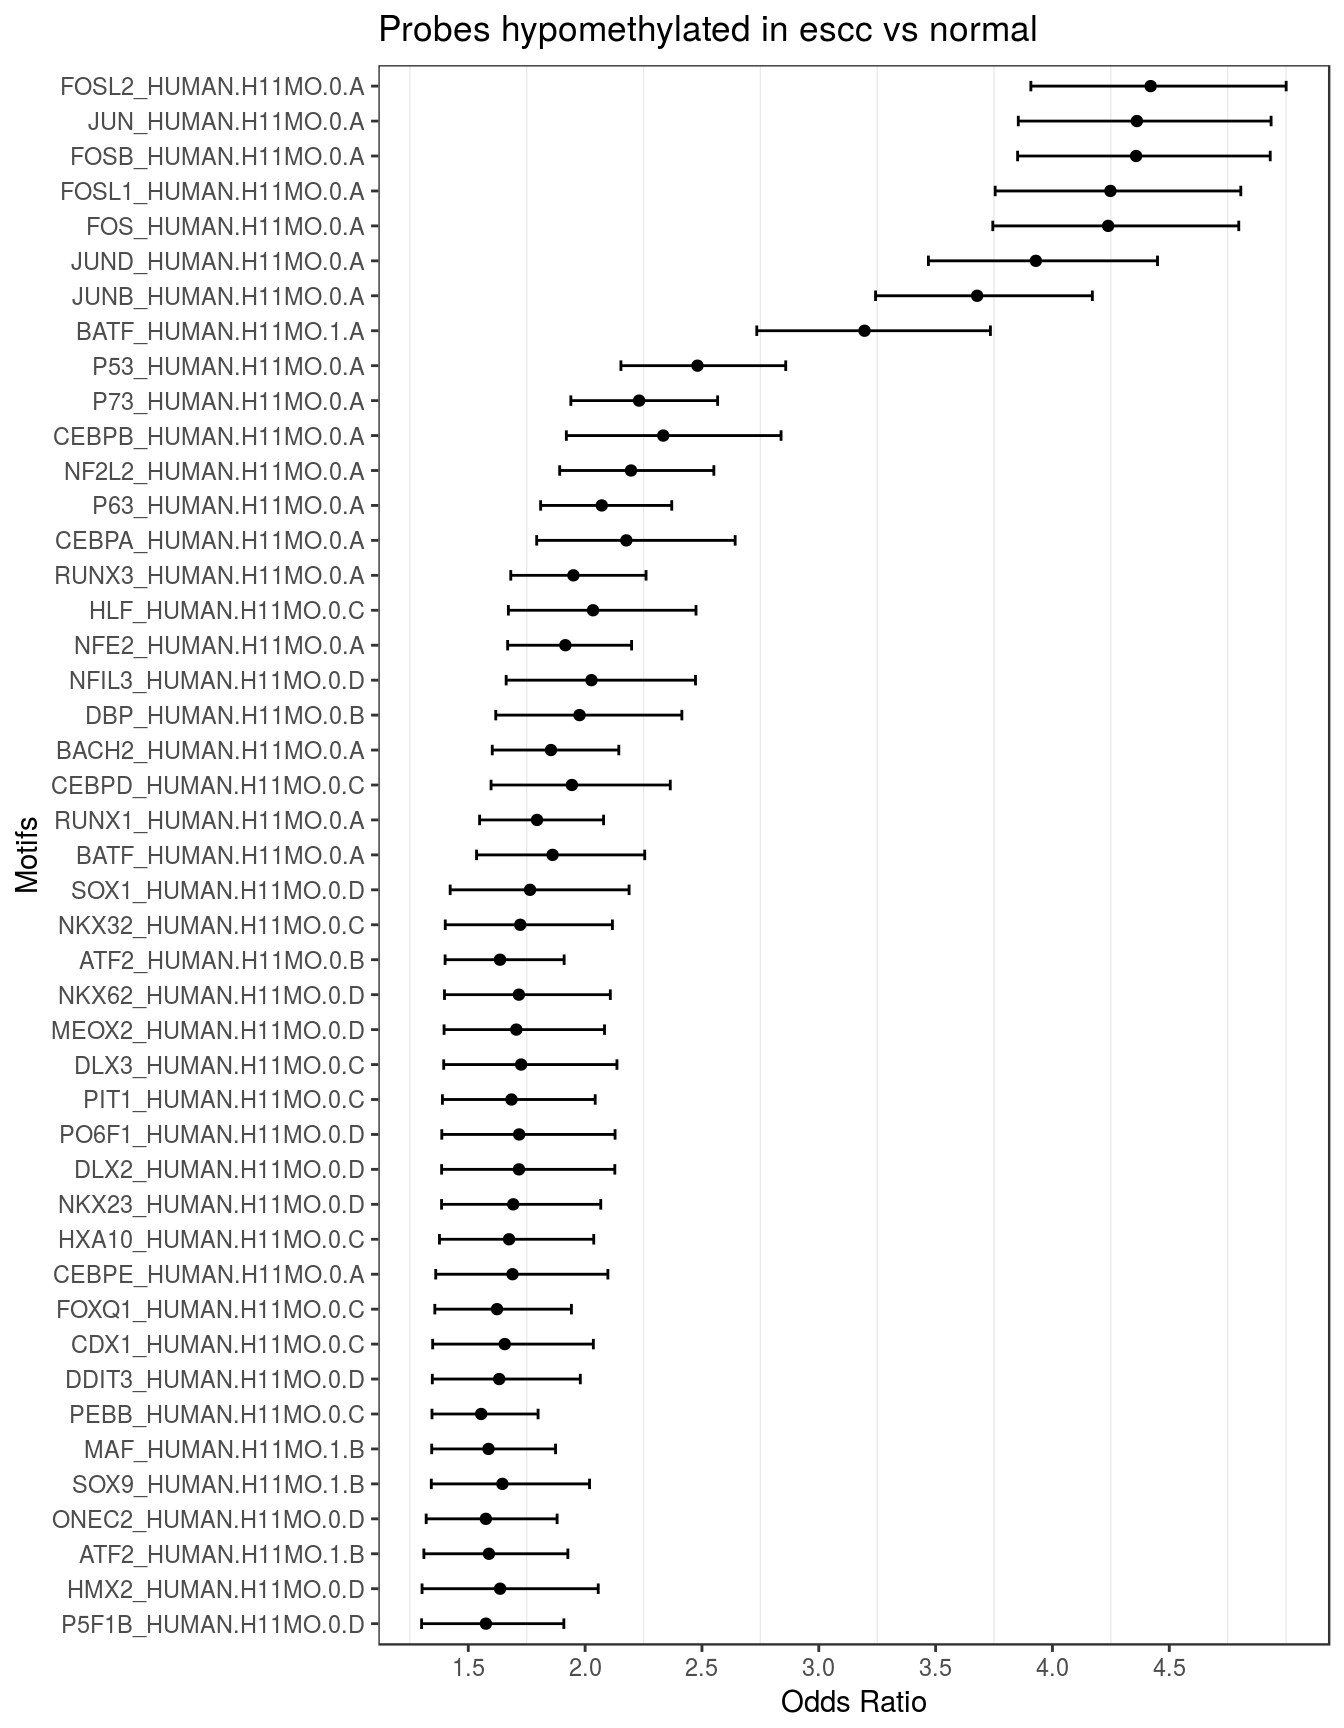 Probes hypomethylated in escc vs normal
FOSL2_HUMAN.H11MO.0.A
JUN_HUMAN.H11MO.0.A
FOSB_HUMAN.H11MO.0.A
FOSL1_HUMAN.H11MO.0.A
FOS_HUMAN.H11MO.0.A
JUND_HUMAN.H11MO.0.A
JUNB_HUMAN.H11MO.0.A
BATF_HUMAN.H11MO.1.A
P53_HUMAN.H11MO.0.A
P73_HUMAN.H11MO.0.A
CEBPB_HUMAN.H11MO.0.A
NF2L2_HUMAN.H11MO.0.A
P63_HUMAN.H11MO.0.A
CEBPA_HUMAN.H11MO.0.A
RUNX3_HUMAN.H11MO.0.A
HLF_HUMAN.H11MO.0.C
NFE2_HUMAN.H11MO.0.A
NFIL3_HUMAN.H11MO.0.D
DBP_HUMAN.H11MO.0.B
BACH2_HUMAN.H11MO.0.A
CEBPD_HUMAN.H11MO.0.C
RUNX1_HUMAN.H11MO.0.A
BATF_HUMAN.H11MO.0.A
SOX1_HUMAN.H11MO.0.D
NKX32_HUMAN.H11MO.0.C
ATF2_HUMAN.H11MO.0.B
NKX62_HUMAN.H11MO.0.D
MEOX2_HUMAN.H11MO.0.D
DLX3_HUMAN.H11MO.0.C
PIT1_HUMAN.H11MO.0.C
PO6F1_HUMAN.H11MO.0.D
DLX2_HUMAN.H11MO.0.D
NKX23_HUMAN.H11MO.0.D
HXA10_HUMAN.H11MO.0.C
CEBPE_HUMAN.H11MO.0.A
FOXQ1_HUMAN.H11MO.0.C
CDX1_HUMAN.H11MO.0.C
DDIT3_HUMAN.H11MO.0.D
PEBB_HUMAN.H11MO.0.C
MAF_HUMAN.H11MO.1.B
SOX9_HUMAN.H11MO.1.B
ONEC2_HUMAN.H11MO.0.D
ATF2_HUMAN.H11MO.1.B
HMX2_HUMAN.H11MO.0.D
P5F1B_HUMAN.H11MO.0.D
Motifs
1.5 2.0 2.5 3.0 3.5 4.0 4.5
Odds Ratio